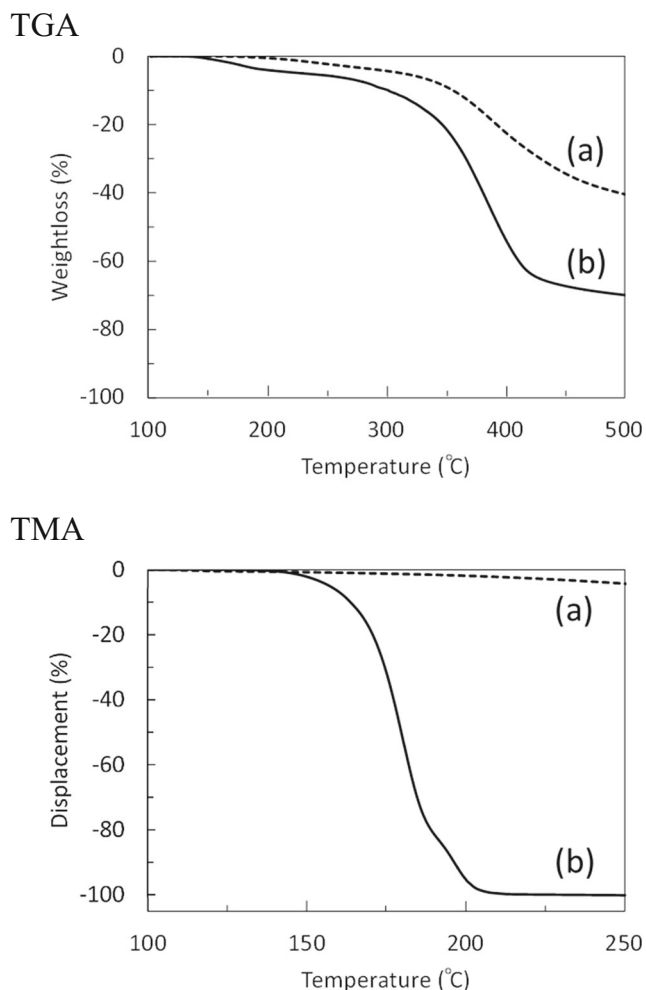 TGA
0
-20
-40
-60
-80
-100
Weightloss (%)
(a)
(b)
100 200 300 400 500
Temperature (℃)
TMA
0
-20
-40
-60
-80
-100
Displacement (%)
(a)
(b)
100 150 200 250
Temperature (℃)